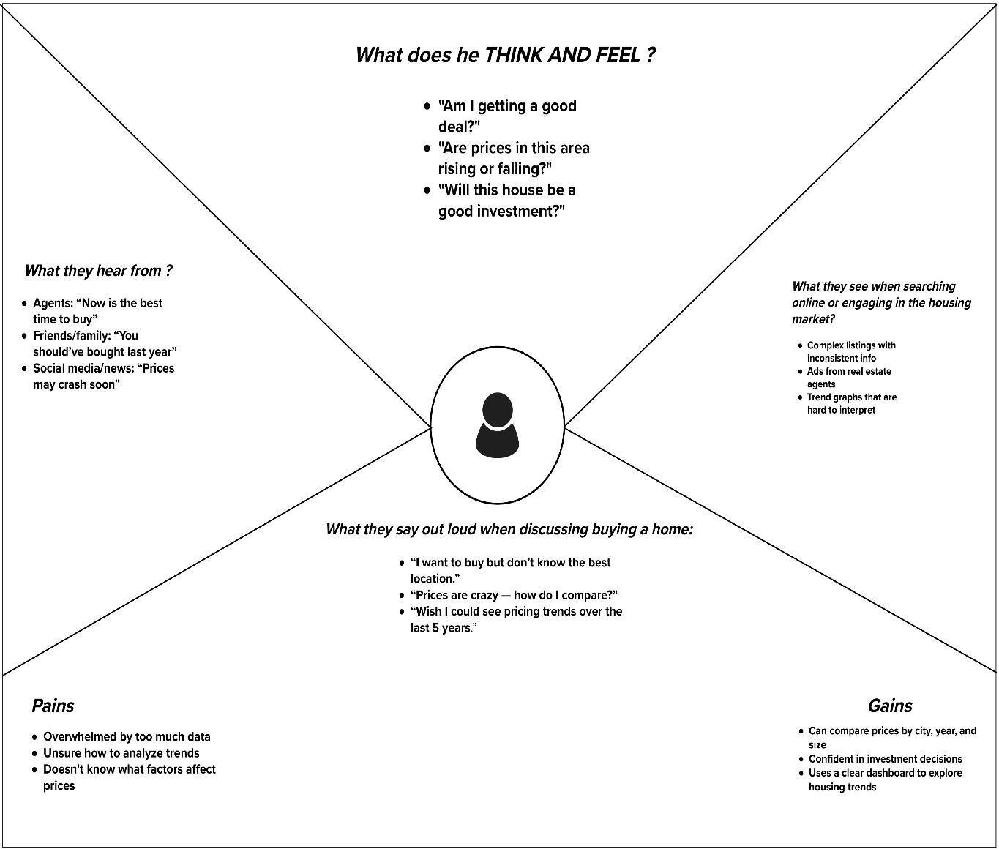 What does he THINK AND FEEL ?
• "Am I getting a good
deal?"
• "Are prices in this area
rising or falling?"
• "Will this house be a
good investment?"
What they hear from ?
• Agents: “Now is the best
time to buy”
• Friends/family: “You
should’ve bought last year”
• Social media/news: “Prices
may crash soon”
What they see when searching
online or engaging in the housing
market?
• Complex listings with
inconsistent info
• Ads from real estate
agents
• Trend graphs that are
hard to interpret
What they say out loud when discussing buying a home:
• “I want to buy but don’t know the best
location.”
• “Prices are crazy — how do I compare?”
• “Wish I could see pricing trends over the
last 5 years.”
Pains
• Overwhelmed by too much data
• Unsure how to analyze trends
• Doesn’t know what factors affect
prices
Gains
• Can compare prices by city, year, and
size
• Confident in investment decisions
• Uses a clear dashboard to explore
housing trends